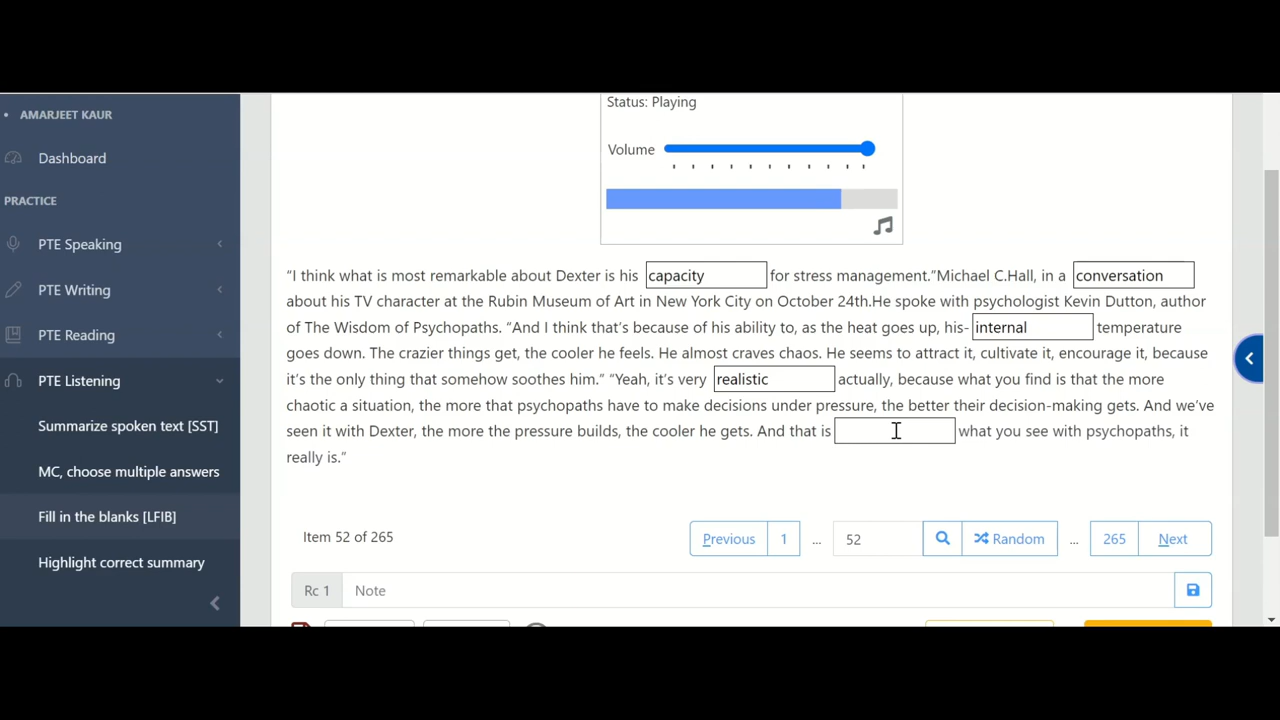 AMARJEET KAUR
Dashboard
PRACTICE
PTE Speaking
PTE Writing
PTE Reading
PTE Listening
Summarize spoken text [SST]
MC, choose multiple answers
Fill in the blanks [LFIB]
Highlight correct summary
Status: Playing
Volume
“I think what is most remarkable about Dexter is his capacity for stress management.”Michael C.Hall, in a conversation
about his TV character at the Rubin Museum of Art in New York City on October 24th.He spoke with psychologist Kevin Dutton, author
of The Wisdom of Psychopaths. “And I think that’s because of his ability to, as the heat goes up, his- internal temperature
goes down. The crazier things get, the cooler he feels. He almost craves chaos. He seems to attract it, cultivate it, encourage it, because
it’s the only thing that somehow soothes him.” “Yeah, it’s very realistic actually, because what you find is that the more
chaotic a situation, the more that psychopaths have to make decisions under pressure, the better their decision-making gets. And we’ve
seen it with Dexter, the more the pressure builds, the cooler he gets. And that is what you see with psychopaths, it
really is.”
Item 52 of 265
Previous 1 ... 52 Random ... 265 Next
Rc 1 Note